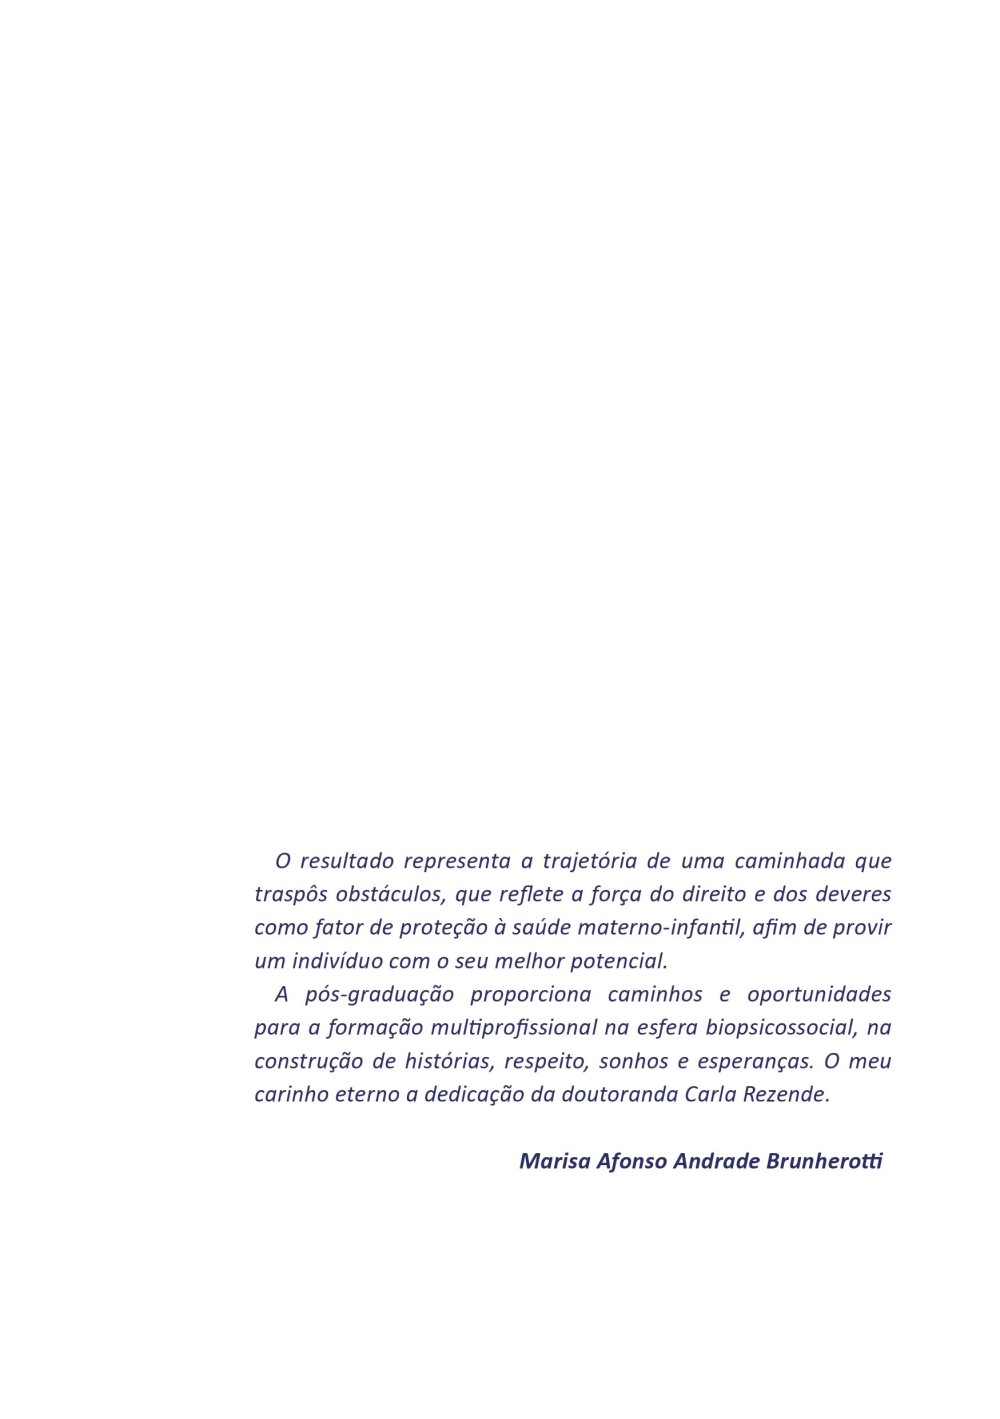 O resultado representa a trajetória de uma caminhada que
traspôs obstáculos, que reflete a força do direito e dos deveres
como fator de proteção à saúde materno-infantil, afim de provir
um indivíduo com o seu melhor potencial.
A pós-graduação proporciona caminhos e oportunidades
para a formação multiprofissional na esfera biopsicossocial, na
construção de histórias, respeito, sonhos e esperanças. O meu
carinho eterno a dedicação da doutoranda Carla Rezende.
Marisa Afonso Andrade Brunherotti